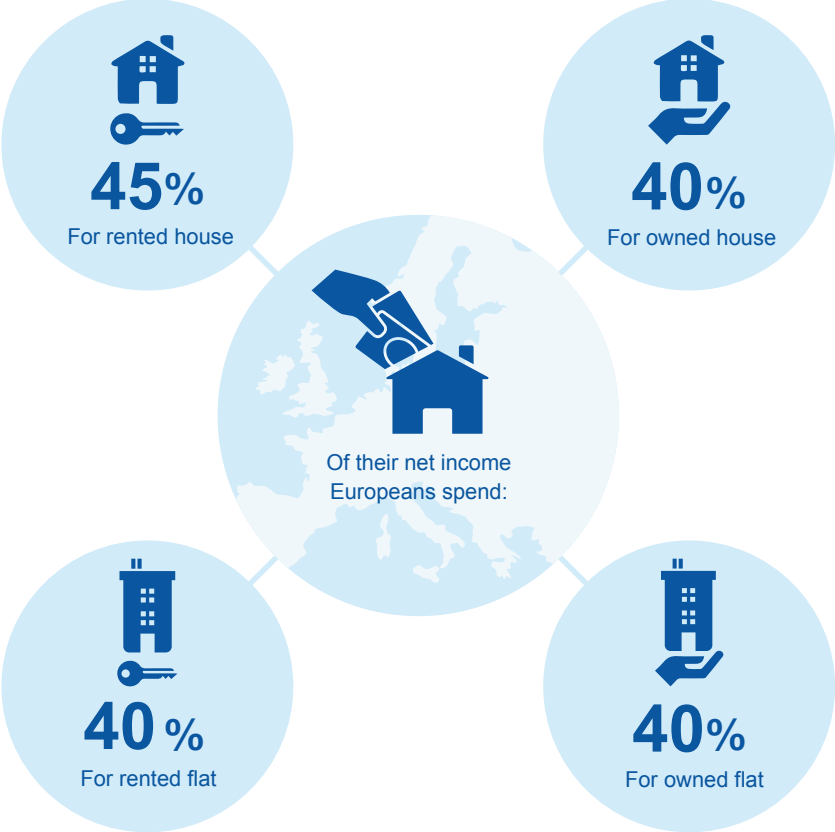 45%
For rented house
40%
For owned house
Of their net income
Europeans spend:
40 %
For rented flat
40%
For owned flat